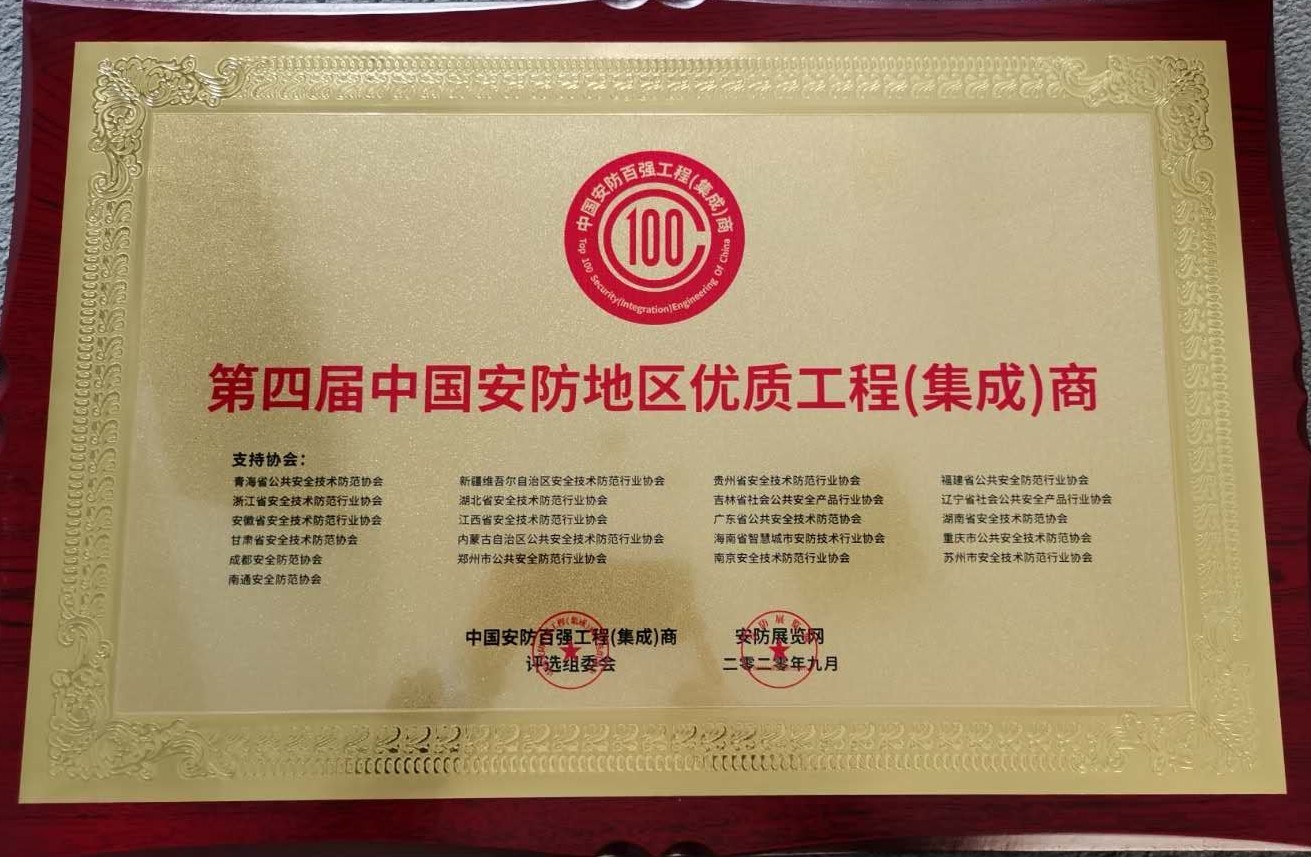 中国安防百强工程(集成)商
100
Top 100 Security(Integration)Engineering Of China
第四届中国安防地区优质工程(集成)商
支持协会：
青海省公共安全技术防范协会 新疆维吾尔自治区安全技术防范行业协会 贵州省安全技术防范行业协会 福建省公共安全防范行业协会
浙江省安全技术防范行业协会 湖北省安全技术防范行业协会 吉林省社会公共安全产品行业协会 辽宁省社会公共安全产品行业协会
安徽省安全技术防范行业协会 江西省安全技术防范行业协会 广东省公共安全技术防范协会 湖南省安全技术防范协会
甘肃省安全技术防范协会 内蒙古自治区公共安全技术防范行业协会 海南省智慧城市安防技术行业协会 重庆市公共安全技术防范协会
成都安全防范协会 郑州市公共安全防范行业协会 南京安全技术防范行业协会 苏州市安全技术防范行业协会
南通安全防范协会
中国安防百强工程(集成)商 安防展览网
评选组委会 二零二零年九月